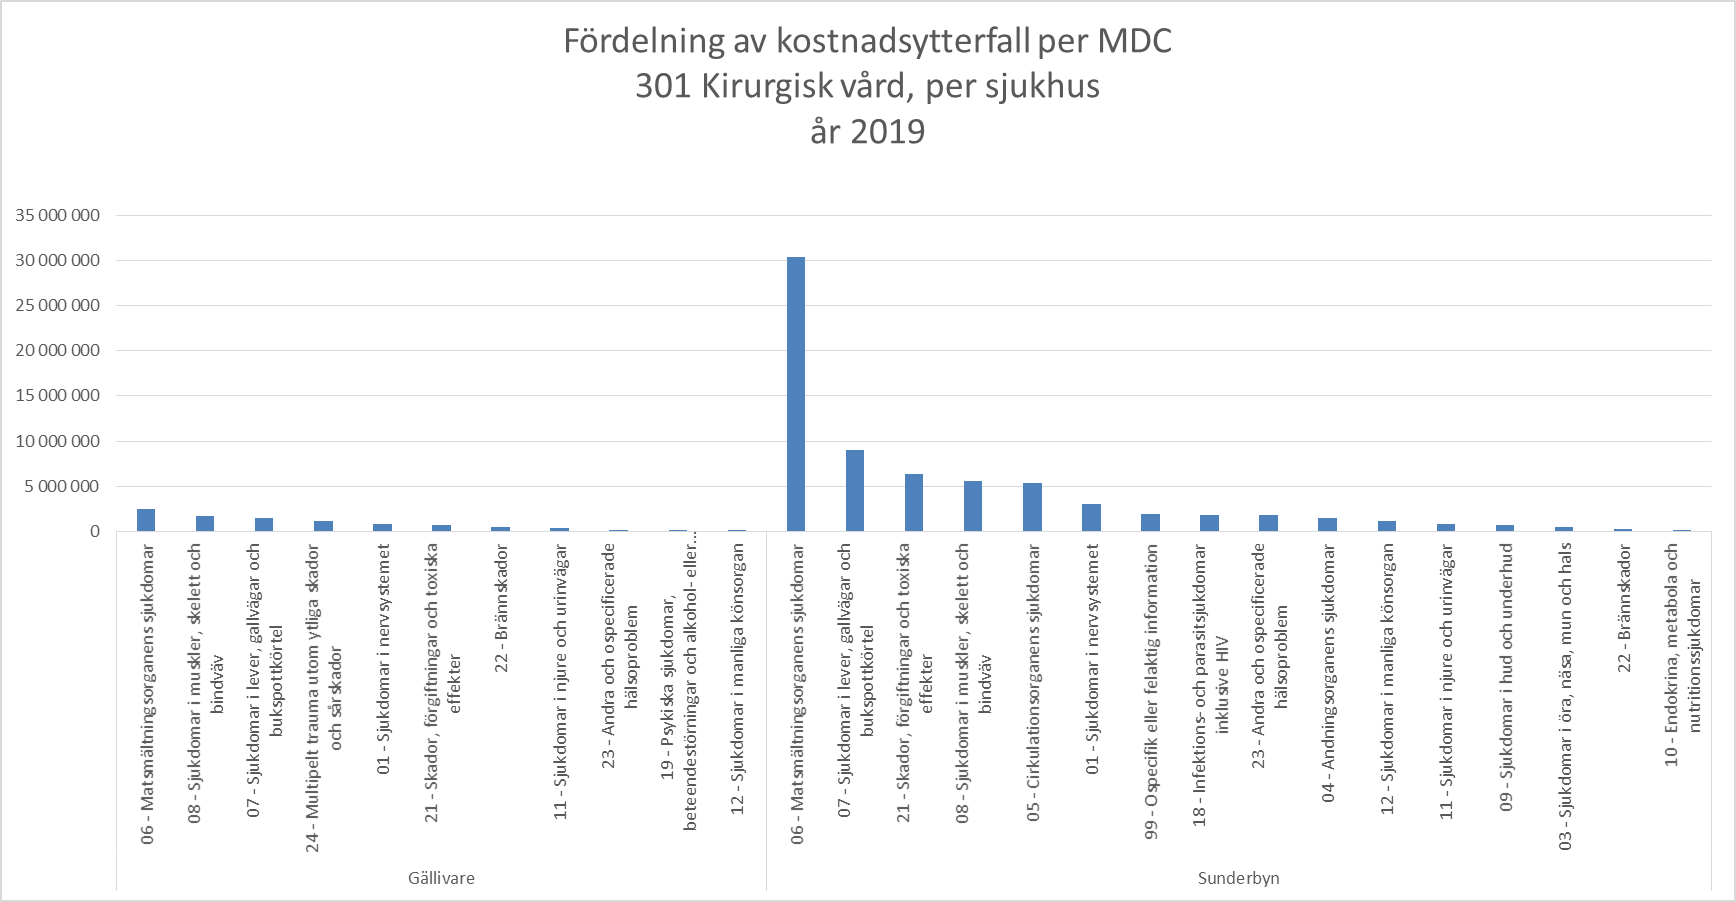 Fördelning av kostnadsytterfall per MDC
301 Kirurgisk vård, per sjukhus
år 2019
35 000 000
30 000 000
25 000 000
20 000 000
15 000 000
10 000 000
5 000 000
0
06 - Matsmältningsorganens sjukdomar
08 - Sjukdomar i muskler, skelett och
bindväv
07 - Sjukdomar i lever, gallvägar och
bukspottkörtel
24 - Multipelt trauma utom ytliga skador
och sårskador
01 - Sjukdomar i nervsystemet
21 - Skador, förgiftningar och toxiska
effekter
22 - Brännskador
11 - Sjukdomar i njure och urinvägar
23 - Andra och ospecificerade
hälsoproblem
19 - Psykiska sjukdomar,
beteendestörningar och alkohol- eller...
12 - Sjukdomar i manliga könsorgan
06 - Matsmältningsorganens sjukdomar
07 - Sjukdomar i lever, gallvägar och
bukspottkörtel
21 - Skador, förgiftningar och toxiska
effekter
08 - Sjukdomar i muskler, skelett och
bindväv
05 - Cirkulationsorganens sjukdomar
01 - Sjukdomar i nervsystemet
99 - Ospecifik eller felaktig information
18 - Infektions- och parasitsjukdomar
inklusive HIV
23 - Andra och ospecificerade
hälsoproblem
04 - Andningsorganens sjukdomar
12 - Sjukdomar i manliga könsorgan
11 - Sjukdomar i njure och urinvägar
09 - Sjukdomar i hud och underhud
03 - Sjukdomar i öra, näsa, mun och hals
22 - Brännskador
10 - Endokrina, metabola och
nutritionssjukdomar
Gällivare
Sunderbyn